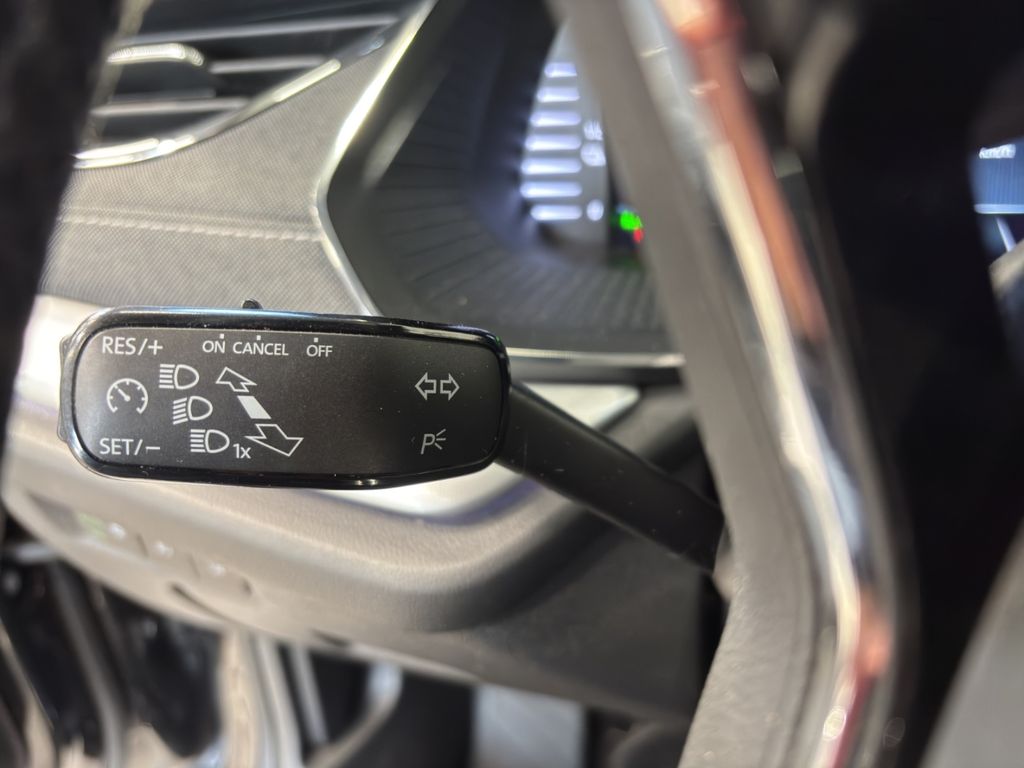 RES/+ ON CANCEL OFF
SET/− 1x P